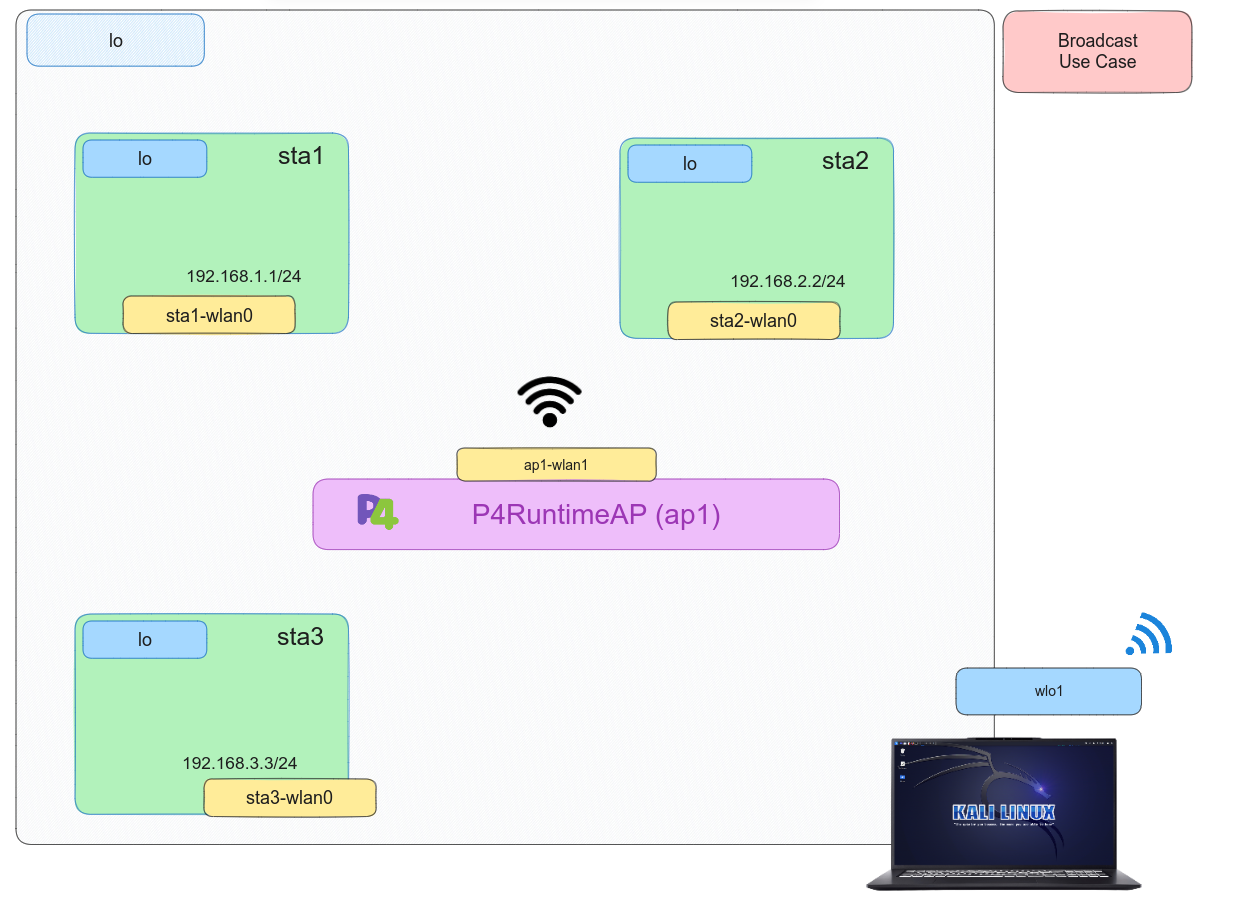 lo
Broadcast
Use Case
lo
sta1
lo
sta2
192.168.1.1/24
192.168.2.2/24
sta1-wlan0
sta2-wlan0
ap1-wlan1
P4
P4RuntimeAP (ap1)
lo
sta3
wlo1
192.168.3.3/24
sta3-wlan0
KALI LINUX